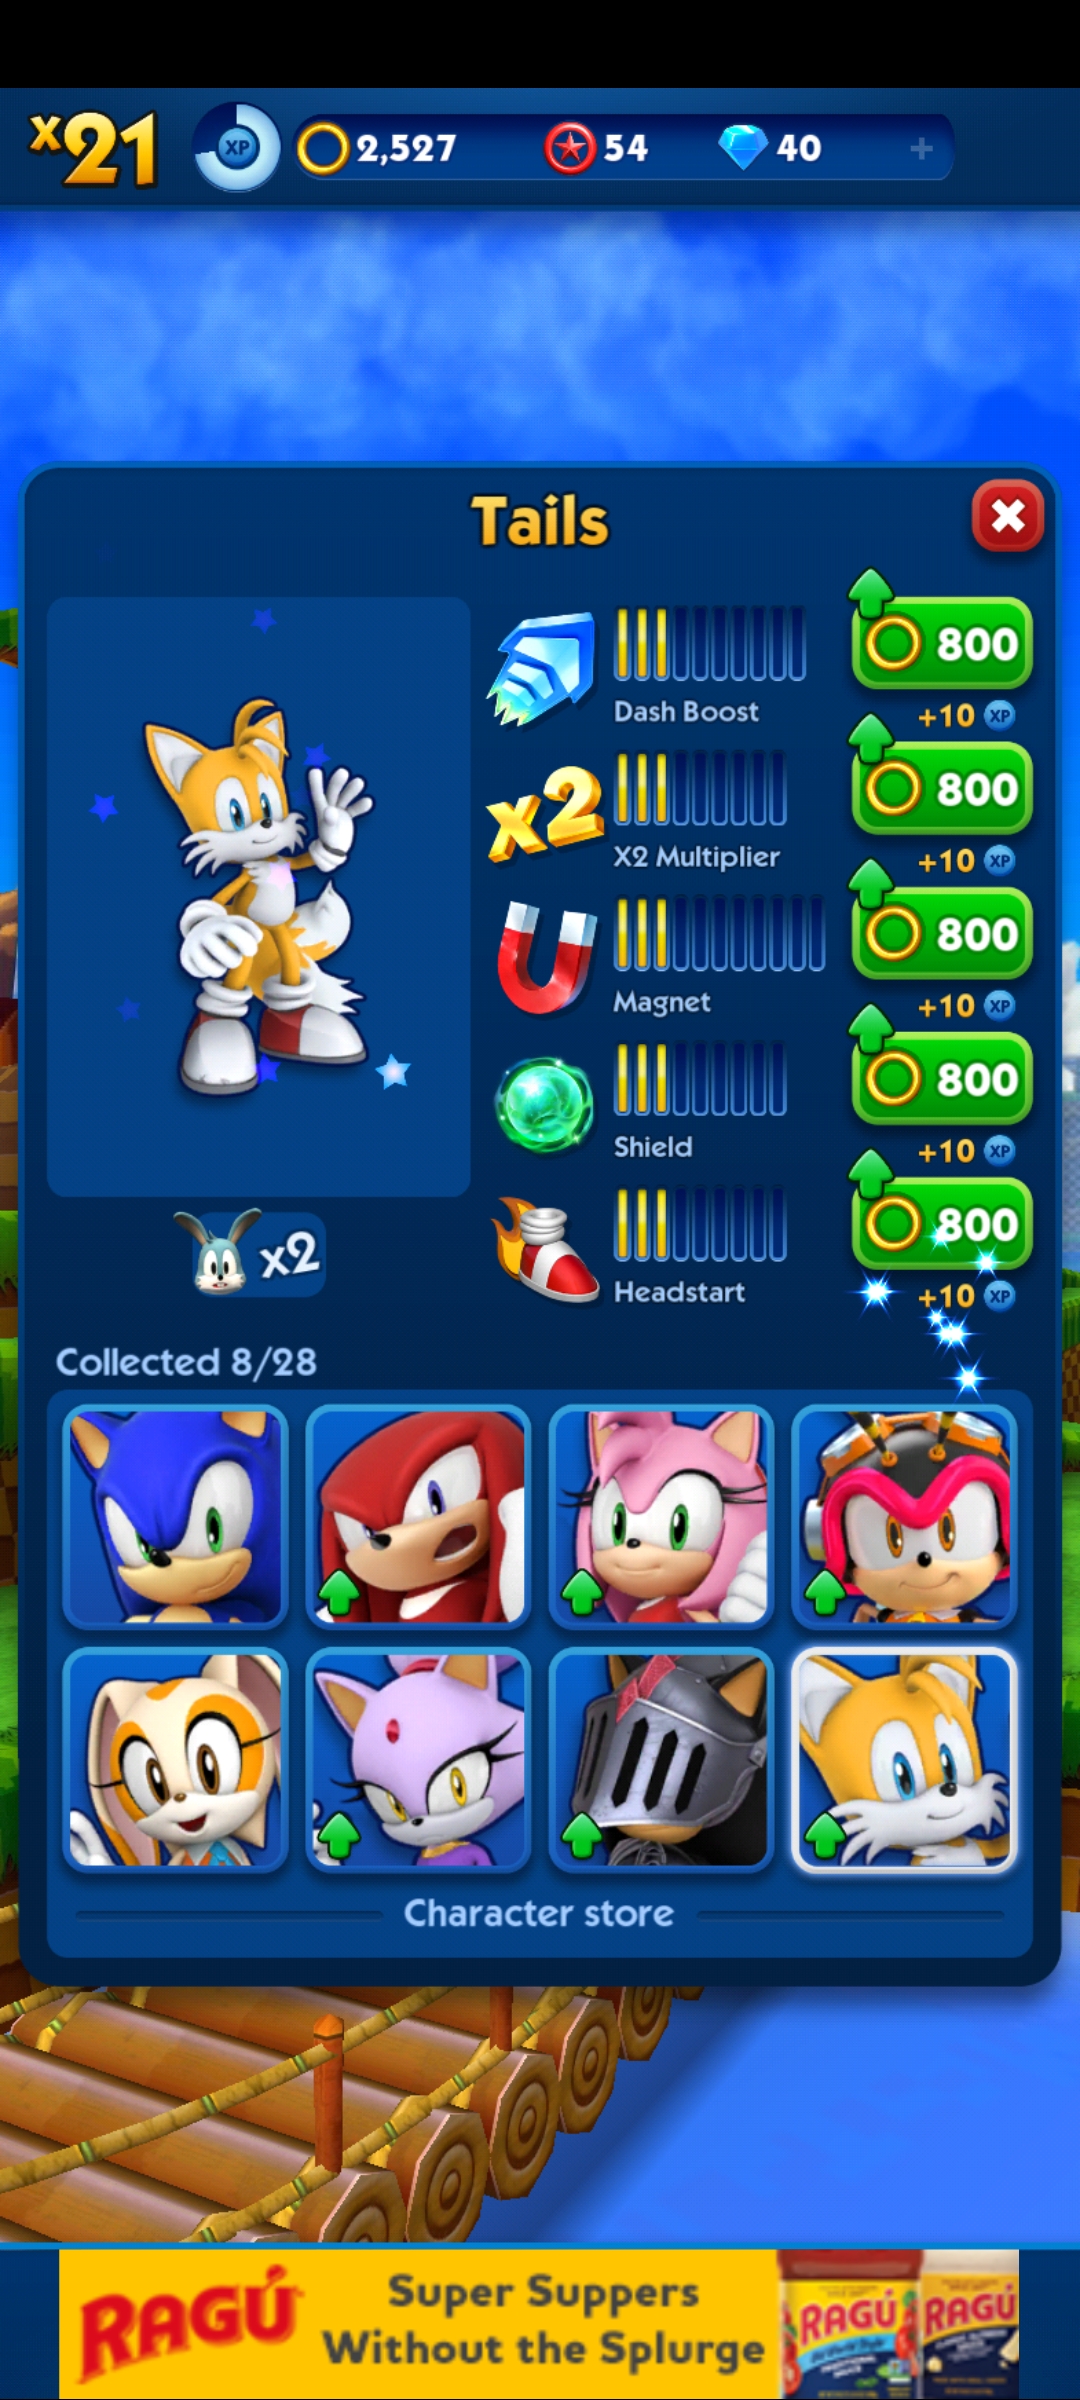 x21
XP
2,527
54
40
+
Tails
800
Dash Boost
+10 XP
x2
800
X2 Multiplier
+10 XP
800
Magnet
+10 XP
800
Shield
+10 XP
800
Headstart
+10 XP
x2
Collected 8/28
Character store
RAGÚ
Super Suppers
Without the Splurge
RAGÚ
RAGÚ